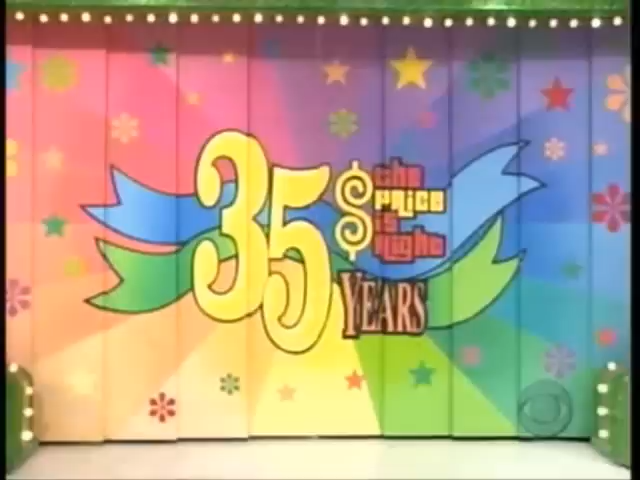 35
$
the
PRICE
is
Right
YEARS